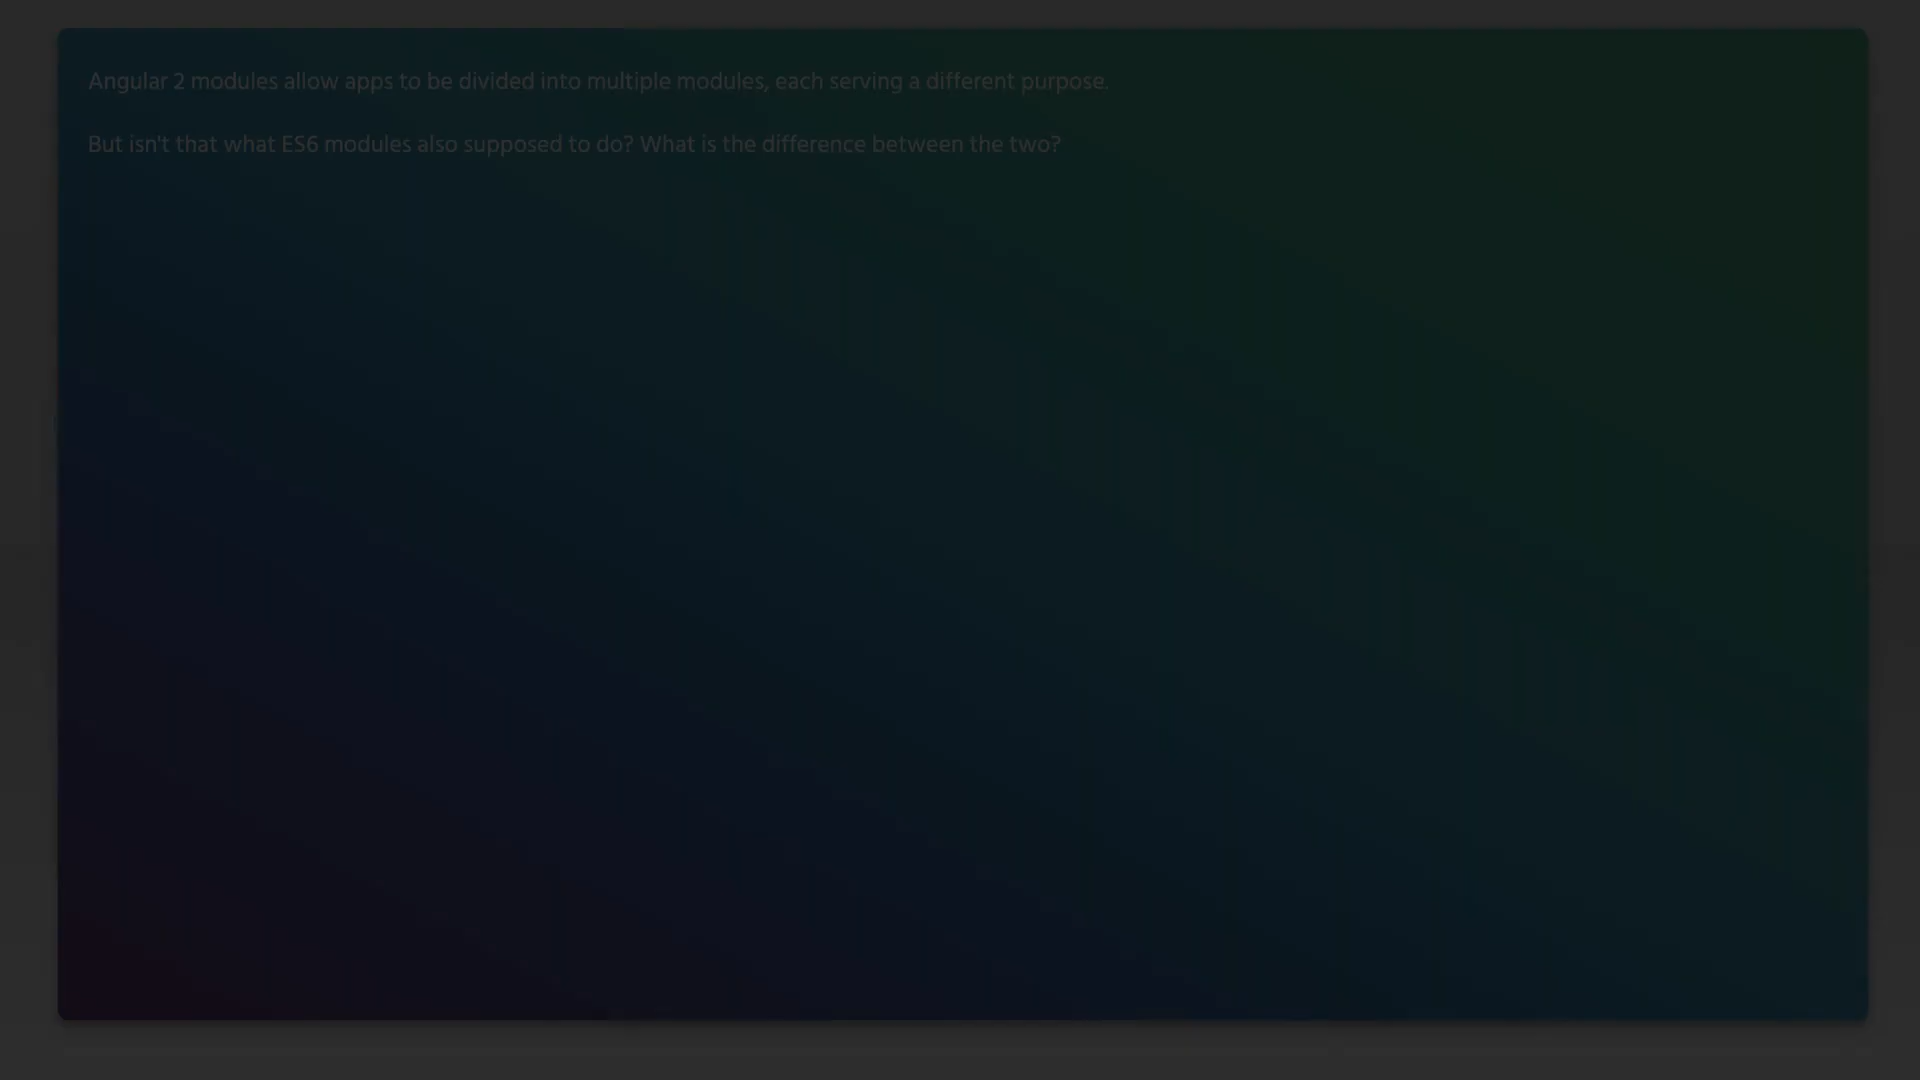 Angular 2 modules allow apps to be divided into multiple modules, each serving a different purpose.
But isn't that what ES6 modules also supposed to do? What is the difference between the two?